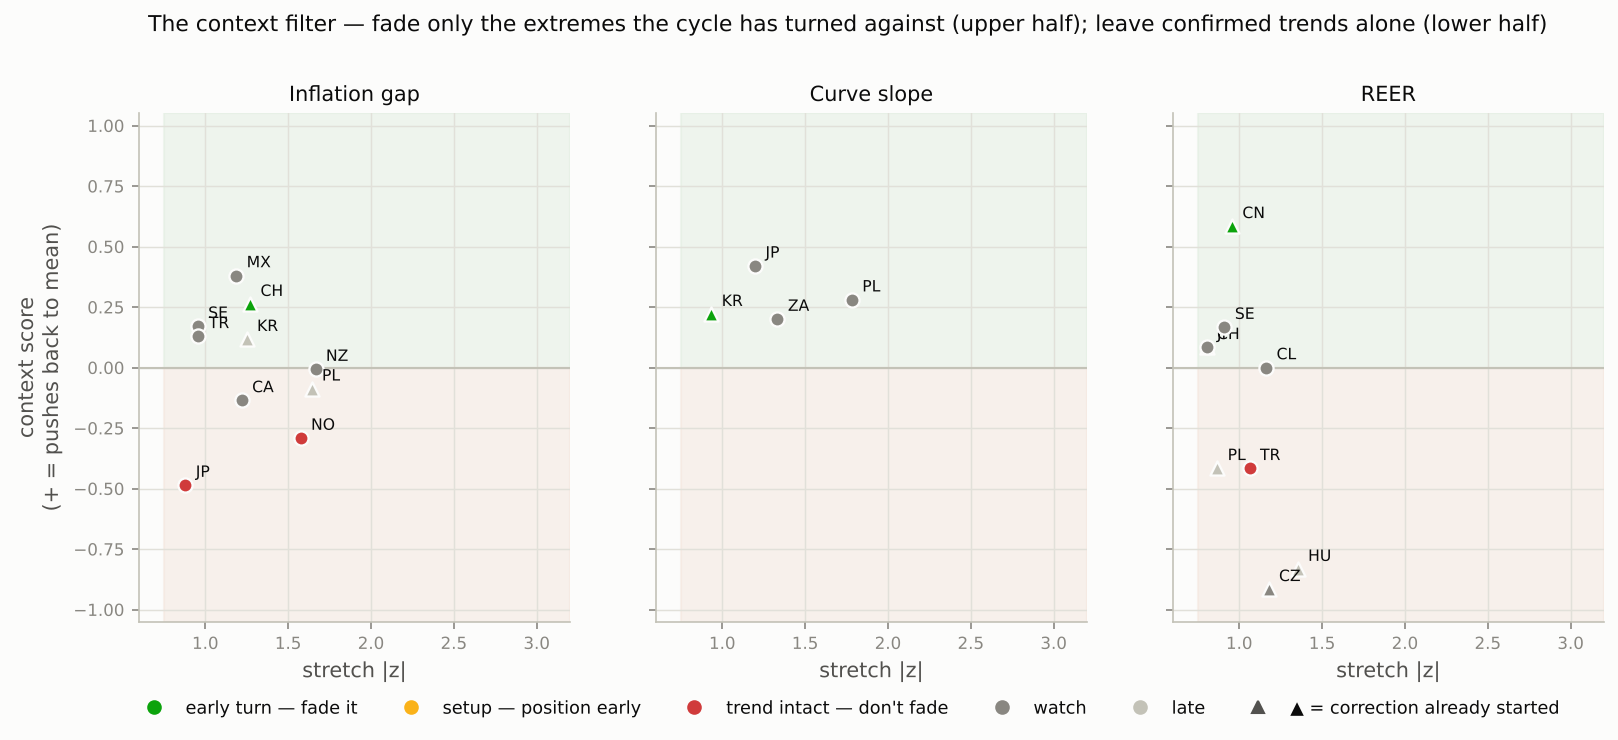 The context filter — fade only the extremes the cycle has turned against (upper half); leave confirmed trends alone (lower half)
Inflation gap
Curve slope
REER
context score
(+ = pushes back to mean)
1.00
0.75
0.50
0.25
0.00
−0.25
−0.50
−0.75
−1.00
MX
CH
SE
TR
KR
NZ
PL
CA
NO
JP
1.0 1.5 2.0 2.5 3.0
stretch |z|
JP
PL
KR
ZA
1.0 1.5 2.0 2.5 3.0
stretch |z|
CN
SE
CL
PL
TR
HU
CZ
1.0 1.5 2.0 2.5 3.0
stretch |z|
early turn — fade it
setup — position early
trend intact — don't fade
watch
late
▲ = correction already started